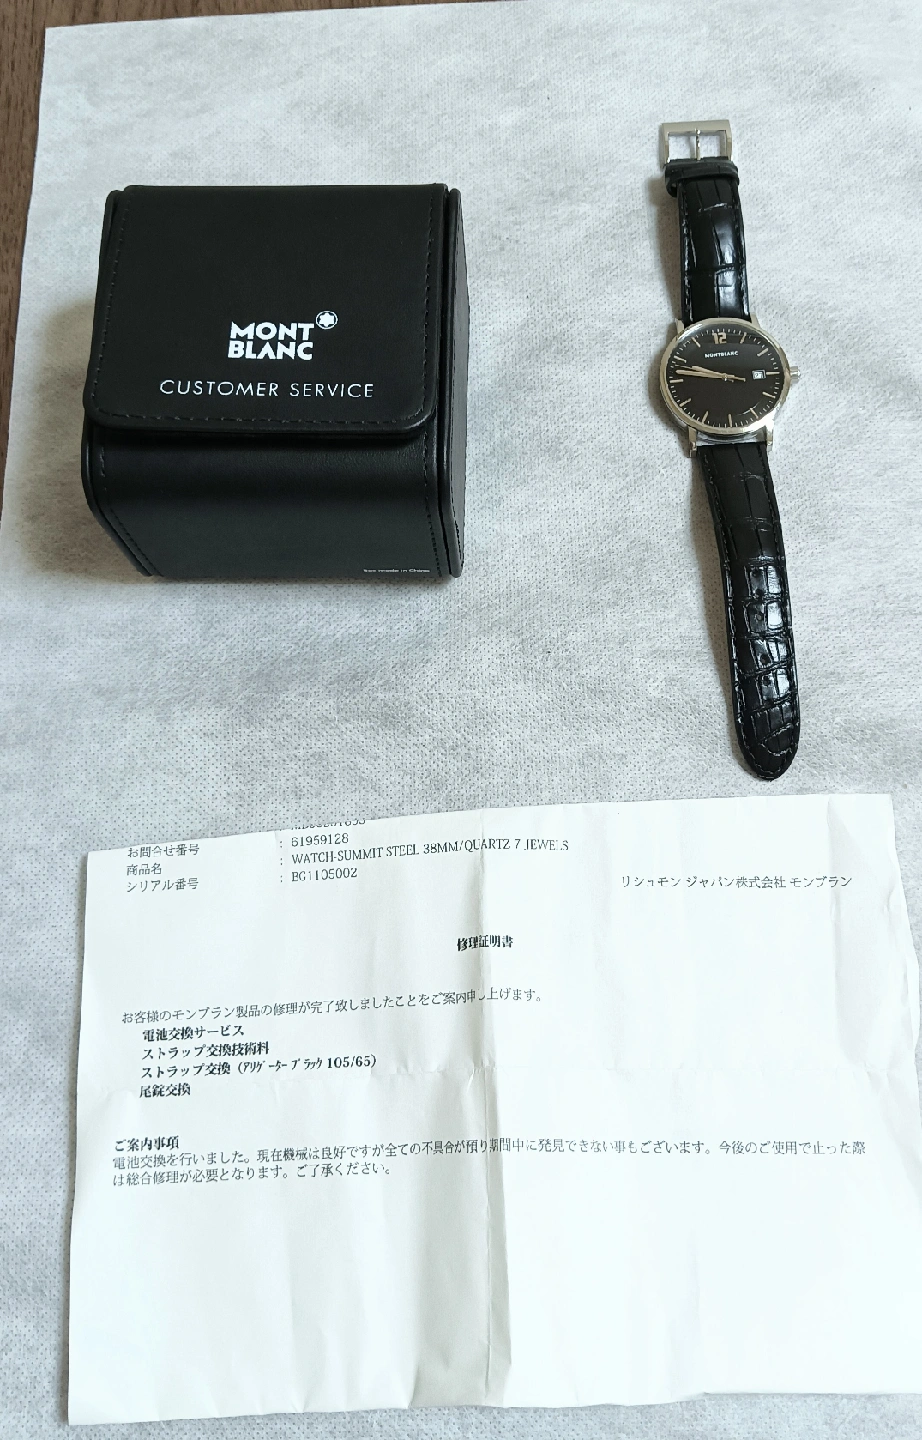 MONT
BLANC
CUSTOMER SERVICE
12
MONTBLANC
お問合せ番号 : 61959128
商品名 : WATCH-SUMMIT STEEL 38MM/QUARTZ 7 JEWELS
シリアル番号 : BG1105002
リシュモン ジャパン株式会社 モンブラン
修理証明書
お客様のモンブラン製品の修理が完了致しましたことをご案内申し上げます。
電池交換サービス
ストラップ交換技術料
ストラップ交換（ｱﾘｹﾞｰﾀｰﾌﾞﾗｯｸ 105/65）
尾錠交換
ご案内事項
電池交換を行いました。現在機械は良好ですが全ての不具合が預り期間中に発見できない事もございます。今後のご使用で止った際
は総合修理が必要となります。ご了承ください。